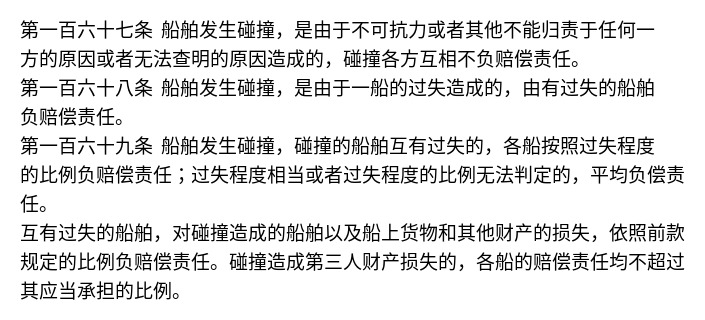 第一百六十七条 船舶发生碰撞，是由于不可抗力或者其他不能归责于任何一
方的原因或者无法查明的原因造成的，碰撞各方互相不负赔偿责任。
第一百六十八条 船舶发生碰撞，是由于一船的过失造成的，由有过失的船舶
负赔偿责任。
第一百六十九条 船舶发生碰撞，碰撞的船舶互有过失的，各船按照过失程度
的比例负赔偿责任；过失程度相当或者过失程度的比例无法判定的，平均负偿责
任。
互有过失的船舶，对碰撞造成的船舶以及船上货物和其他财产的损失，依照前款
规定的比例负赔偿责任。碰撞造成第三人财产损失的，各船的赔偿责任均不超过
其应当承担的比例。